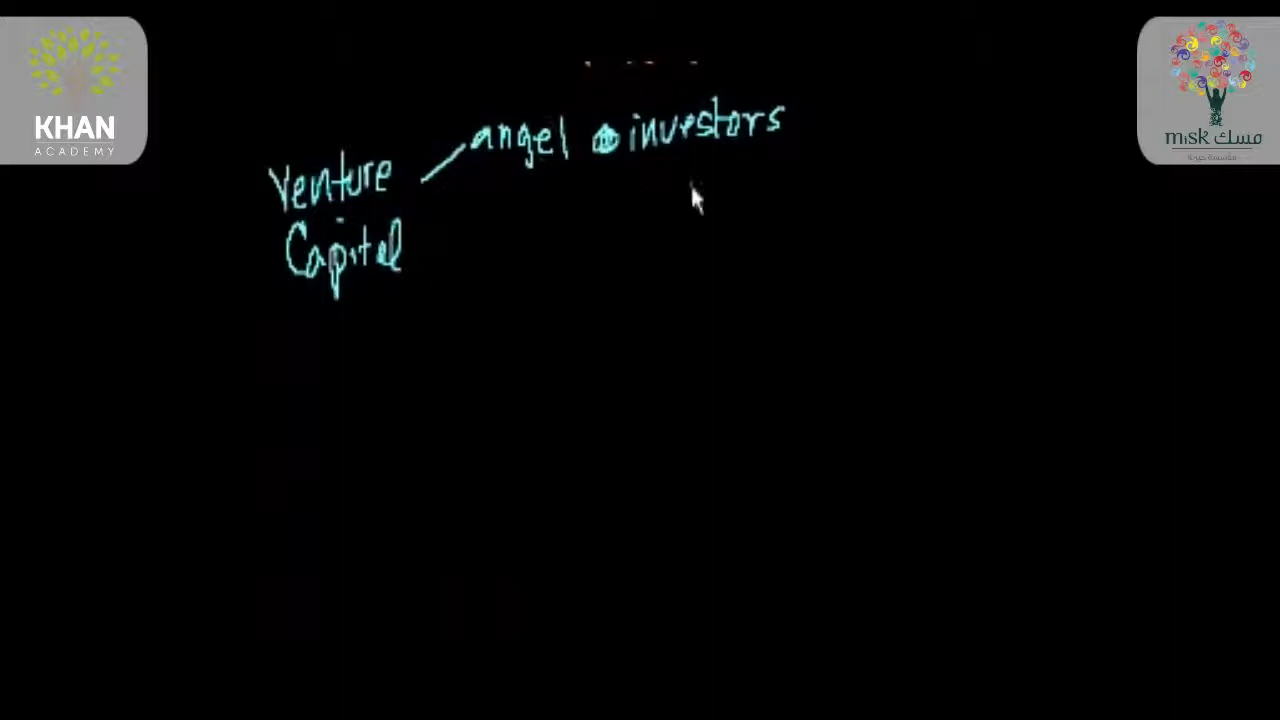 KHAN
ACADEMY
misk مسك
angel investors
Venture
Capital